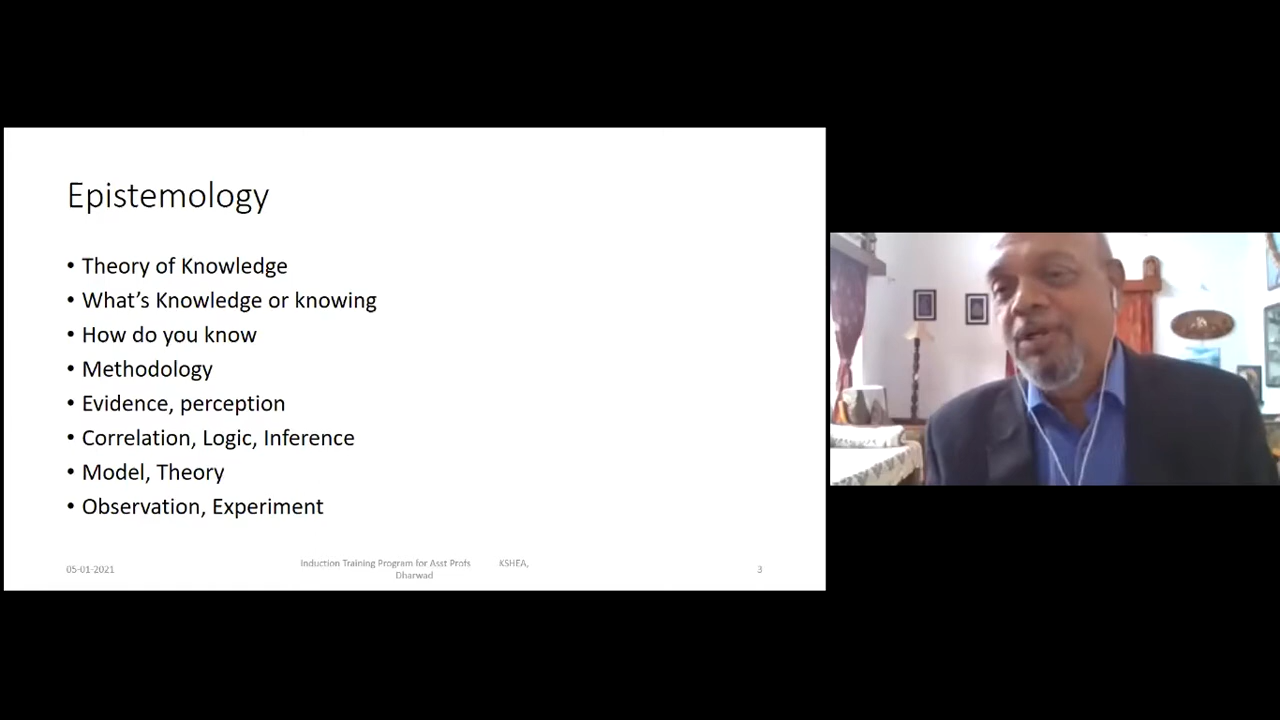 Epistemology
• Theory of Knowledge
• What's Knowledge or knowing
• How do you know
• Methodology
• Evidence, perception
• Correlation, Logic, Inference
• Model, Theory
• Observation, Experiment
05-01-2021
Induction Training Program for Asst Profs KSHEA,
Dharwad
3